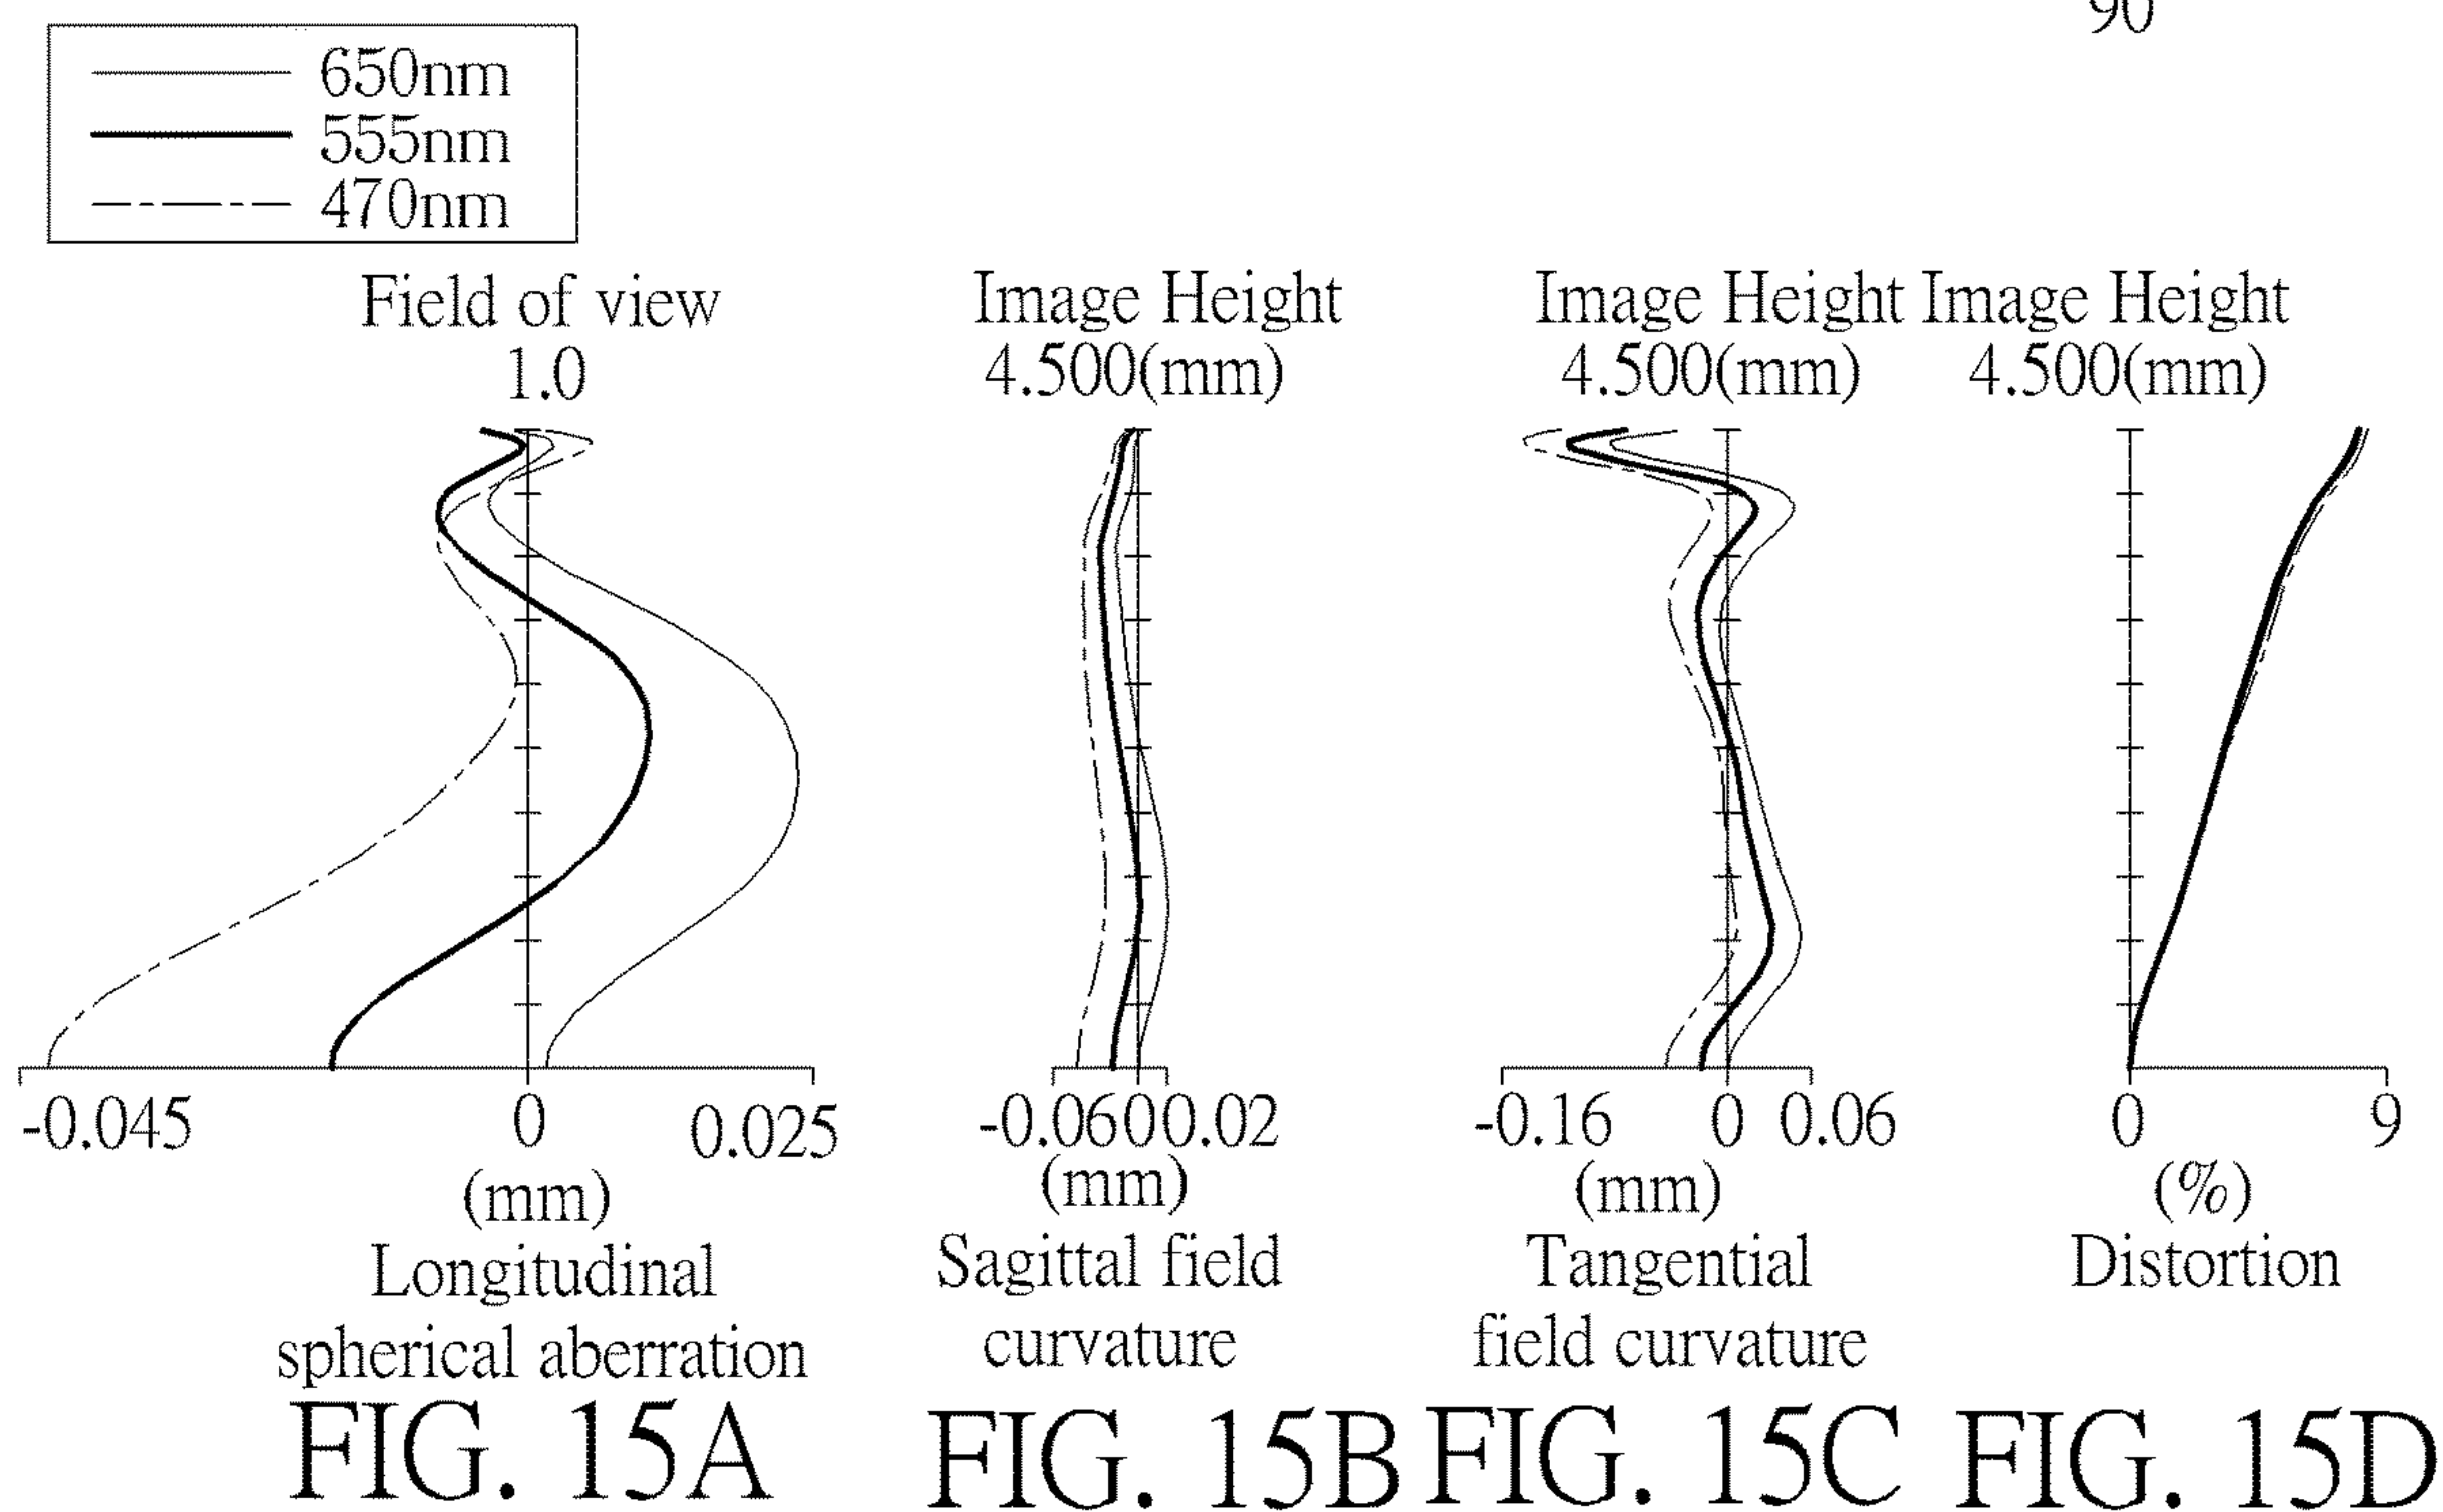 90
650nm
555nm
470nm
Field of view
1.0
Image Height
4.500(mm)
Image Height
4.500(mm)
Image Height
4.500(mm)
-0.045 0 0.025
(mm)
Longitudinal
spherical aberration
FIG. 15A
-0.06 0 0.02
(mm)
Sagittal field
curvature
FIG. 15B
-0.16 0 0.06
(mm)
Tangential
field curvature
FIG. 15C
0 9
(%)
Distortion
FIG. 15D